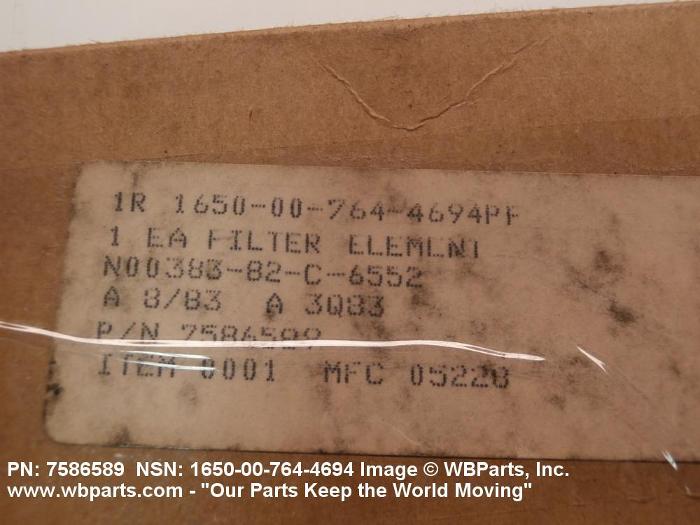 1R 1650-00-764-4694PF
1 EA FILTER ELEMENT
N00383-82-C-6552
A 8/83 A 3Q83
P/N 7586589
ITEM 0001 MFC 05228
PN: 7586589 NSN: 1650-00-764-4694 Image © WBParts, Inc.
www.wbparts.com - "Our Parts Keep the World Moving"